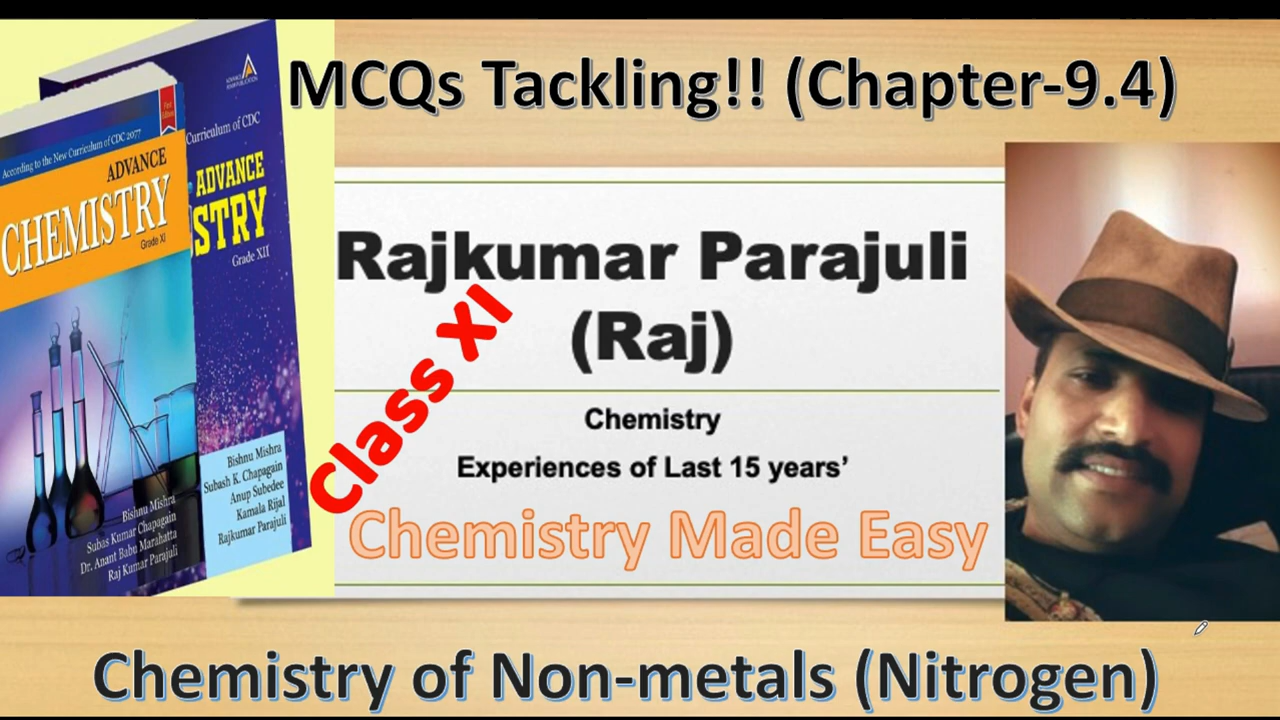 MCQs Tackling!! (Chapter-9.4)
Rajkumar Parajuli
(Raj)
Class XI
Chemistry
Experiences of Last 15 years’
Chemistry Made Easy
Chemistry of Non-metals (Nitrogen)
According to the New Curriculum of CDC 2077
First Edition
ADVANCE
CHEMISTRY
Grade XI
Bishnu Mishra
Subas Kumar Chapagain
Dr. Anant Babu Marahatta
Raj Kumar Parajuli
Curriculum of CDC
ADVANCE
STRY
Grade XII
Bishnu Mishra
Subash K. Chapagain
Anup Subedee
Kamala Rijal
Rajkumar Parajuli